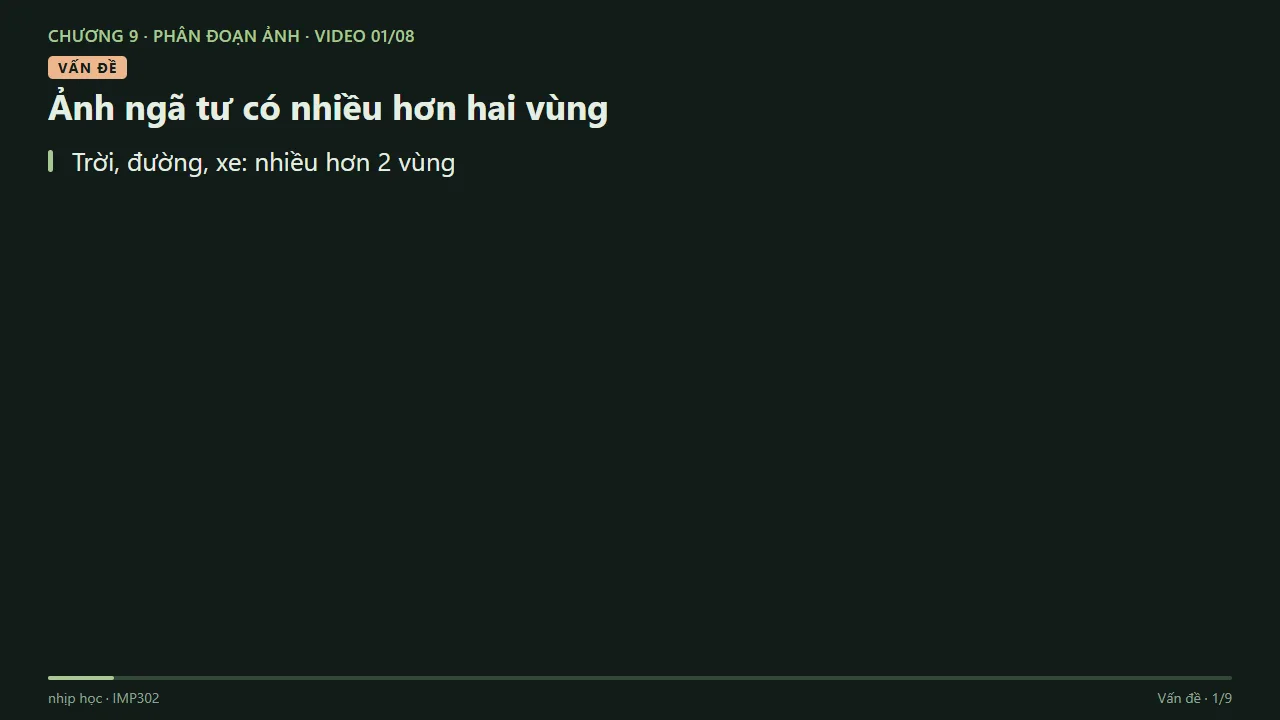 CHƯƠNG 9 · PHÂN ĐOẠN ẢNH · VIDEO 01/08
VẤN ĐỀ
Ảnh ngã tư có nhiều hơn hai vùng
Trời, đường, xe: nhiều hơn 2 vùng
nhịp học · IMP302
Vấn đề · 1/9